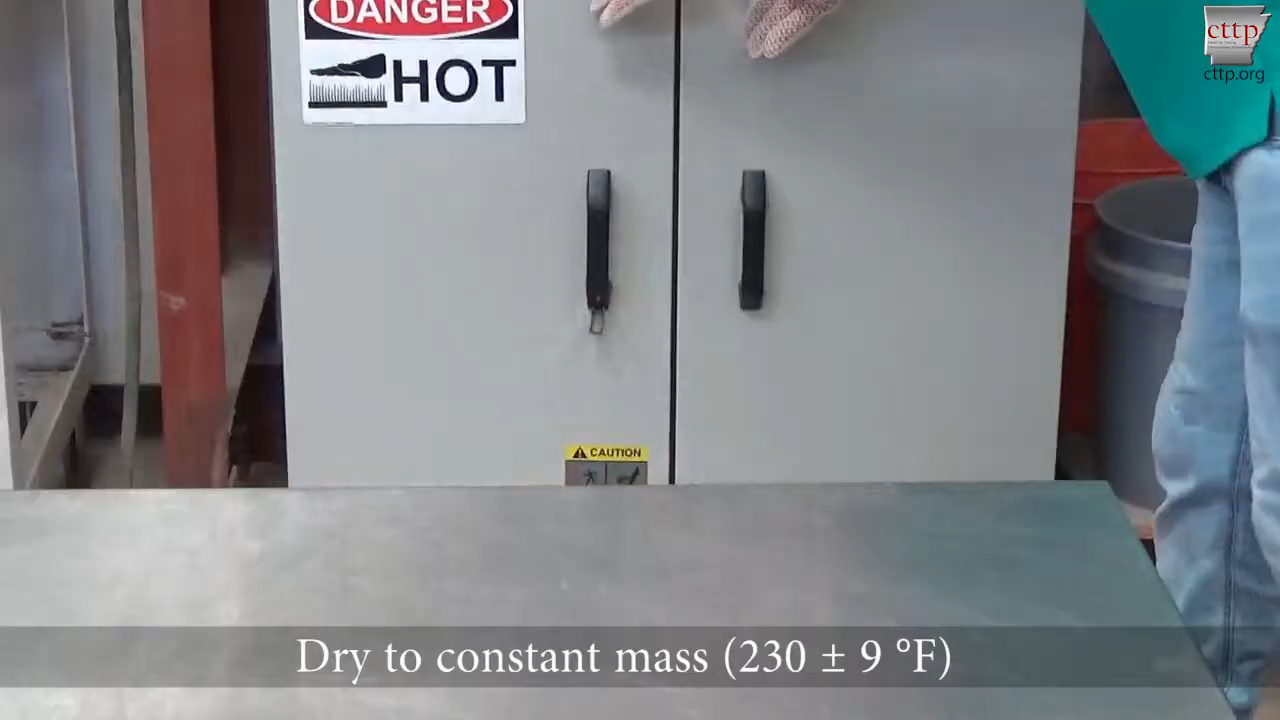 DANGER
HOT
cttp
cttp.org
CAUTION
Dry to constant mass (230 ± 9 °F)